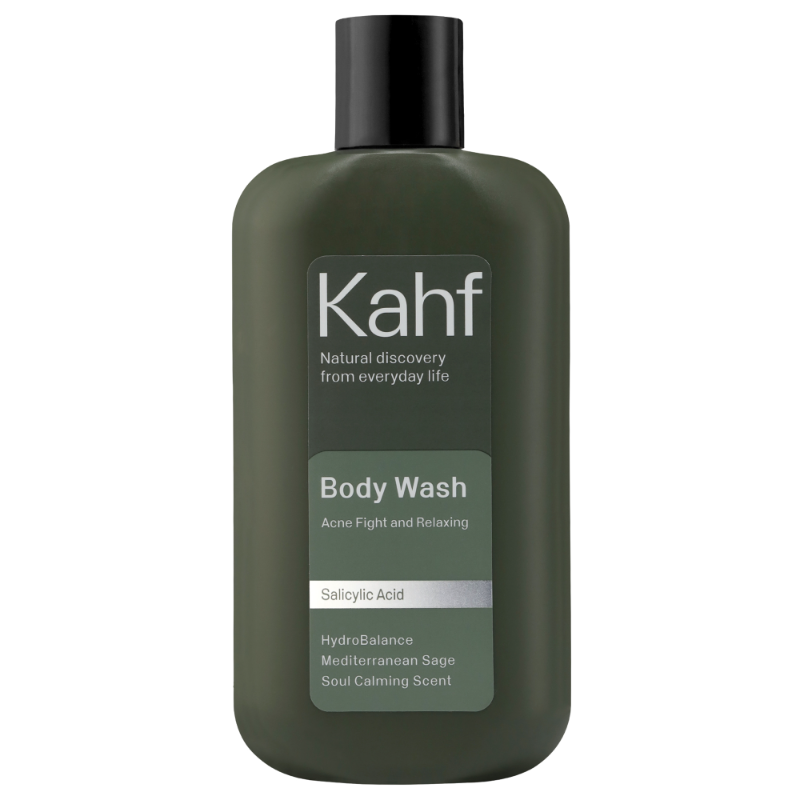 Kahf
Natural discovery
from everyday life
Body Wash
Acne Fight and Relaxing
Salicylic Acid
HydroBalance
Mediterranean Sage
Soul Calming Scent